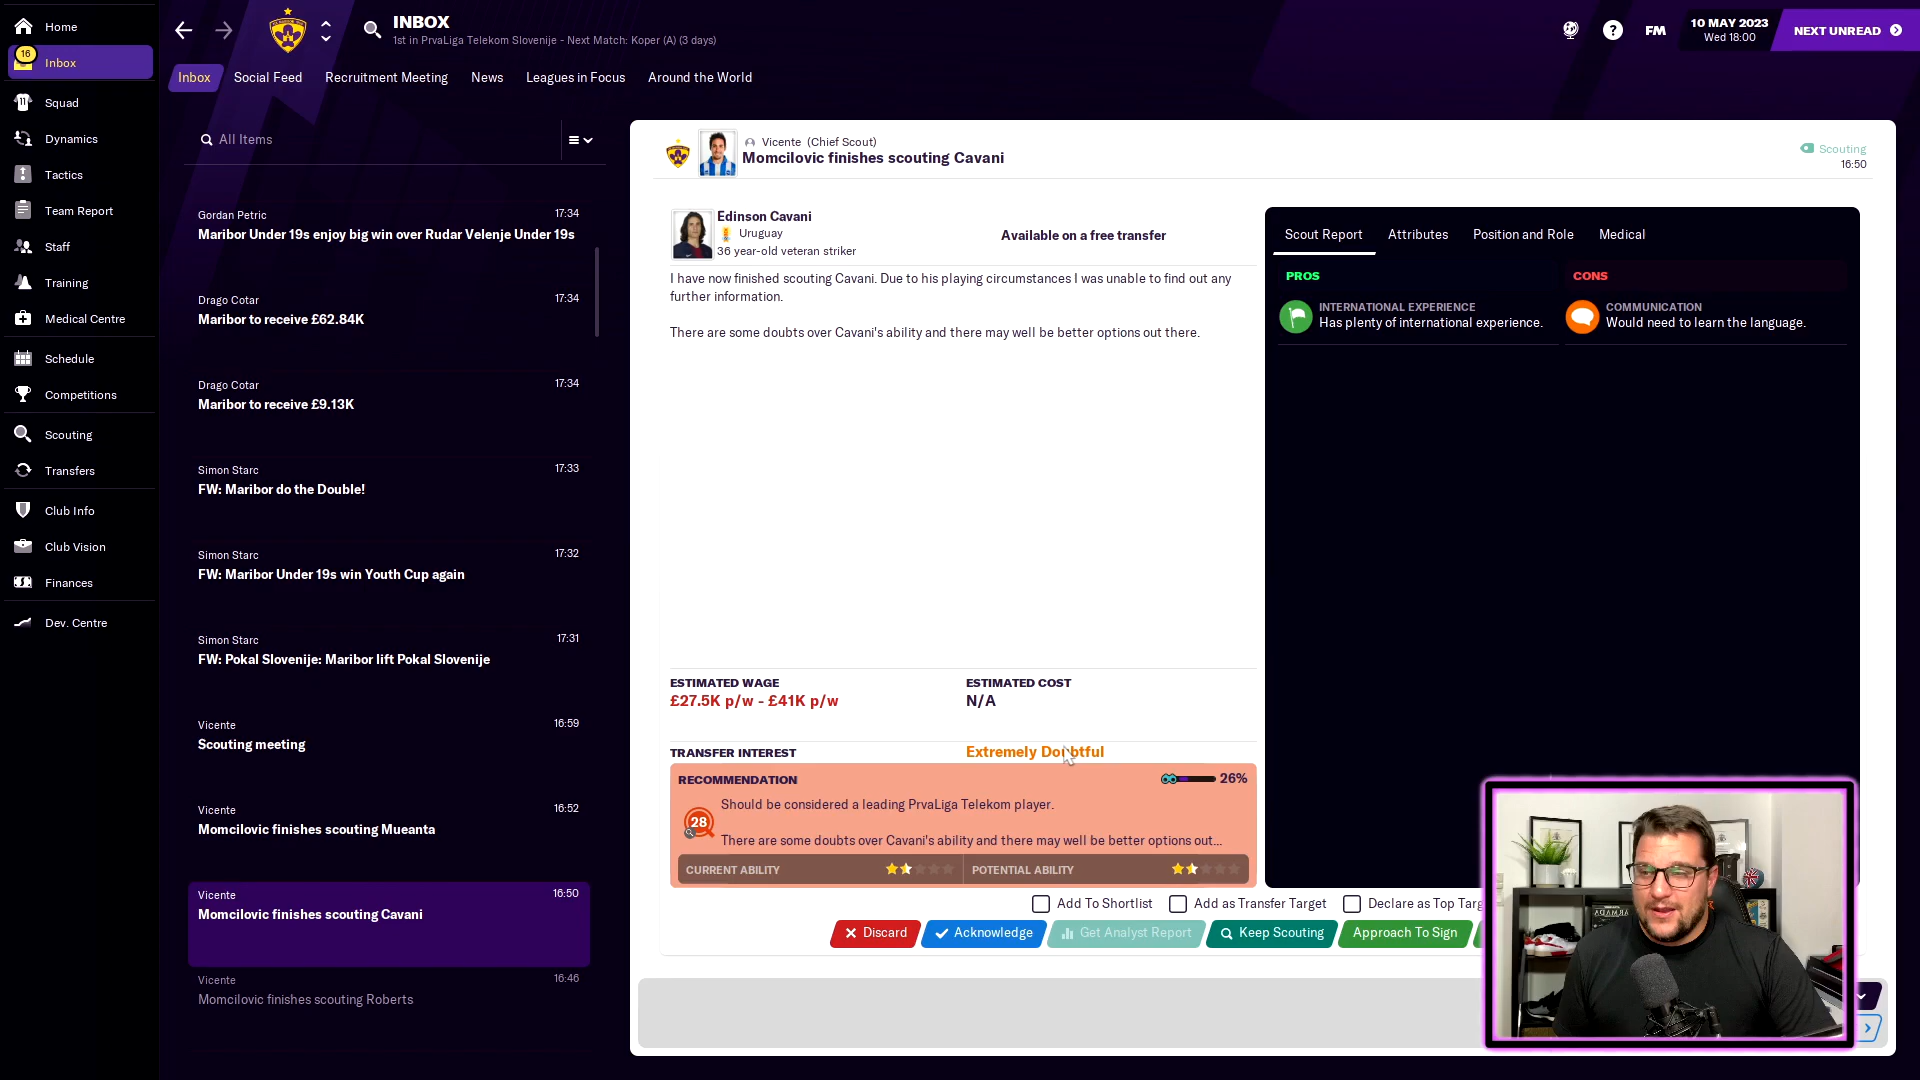 Home
16
Inbox
Squad
Dynamics
Tactics
Team Report
Staff
Training
Medical Centre
Schedule
Competitions
Scouting
Transfers
Club Info
Club Vision
Finances
Dev. Centre
INBOX
1st in PrvaLiga Telekom Slovenije - Next Match: Koper (A) (3 days)
FM
10 MAY 2023
Wed 18:00
NEXT UNREAD
Inbox
Social Feed
Recruitment Meeting
News
Leagues in Focus
Around the World
All Items
Gordan Petric
17:34
Maribor Under 19s enjoy big win over Rudar Velenje Under 19s
Drago Cotar
17:34
Maribor to receive £62.84K
Drago Cotar
17:34
Maribor to receive £9.13K
Simon Starc
17:33
FW: Maribor do the Double!
Simon Starc
17:32
FW: Maribor Under 19s win Youth Cup again
Simon Starc
17:31
FW: Pokal Slovenije: Maribor lift Pokal Slovenije
Vicente
16:59
Scouting meeting
Vicente
16:52
Momcilovic finishes scouting Mueanta
Vicente
16:50
Momcilovic finishes scouting Cavani
Vicente
16:46
Momcilovic finishes scouting Roberts
Vicente (Chief Scout)
Momcilovic finishes scouting Cavani
Scouting
16:50
Edinson Cavani
Uruguay
36 year-old veteran striker
Available on a free transfer
I have now finished scouting Cavani. Due to his playing circumstances I was unable to find out any
further information.
There are some doubts over Cavani's ability and there may well be better options out there.
ESTIMATED WAGE
£27.5K p/w - £41K p/w
ESTIMATED COST
N/A
TRANSFER INTEREST
Extremely Doubtful
RECOMMENDATION
26%
Should be considered a leading PrvaLiga Telekom player.
28
There are some doubts over Cavani's ability and there may well be better options out...
CURRENT ABILITY
POTENTIAL ABILITY
Scout Report
Attributes
Position and Role
Medical
PROS
CONS
INTERNATIONAL EXPERIENCE
Has plenty of international experience.
COMMUNICATION
Would need to learn the language.
Add To Shortlist
Add as Transfer Target
Declare as Top Targ
Discard
Acknowledge
Get Analyst Report
Keep Scouting
Approach To Sign
ARMADA